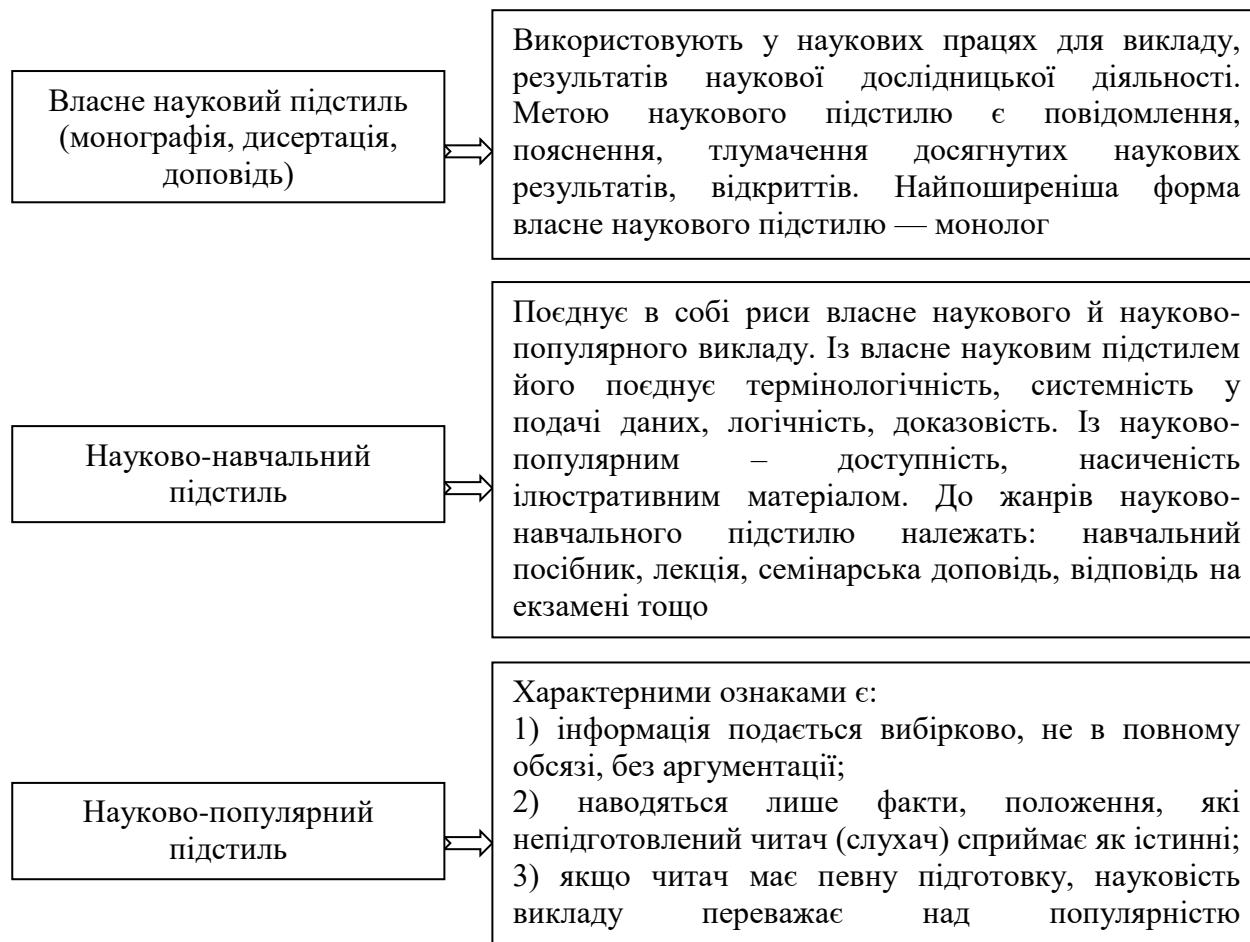 Власне науковий підстиль
(монографія, дисертація,
доповідь)
Використовують у наукових працях для викладу,
результатів наукової дослідницької діяльності.
Метою наукового підстилю є повідомлення,
пояснення, тлумачення досягнутих наукових
результатів, відкриттів. Найпоширеніша форма
власне наукового підстилю — монолог
Науково-навчальний
підстиль
Поєднує в собі риси власне наукового й науково-
популярного викладу. Із власне науковим підстилем
його поєднує термінологічність, системність у
подачі даних, логічність, доказовість. Із науково-
популярним – доступність, насиченість
ілюстративним матеріалом. До жанрів науково-
навчального підстилю належать: навчальний
посібник, лекція, семінарська доповідь, відповідь на
екзамені тощо
Науково-популярний
підстиль
Характерними ознаками є:
1) інформація подається вибірково, не в повному
обсязі, без аргументації;
2) наводяться лише факти, положення, які
непідготовлений читач (слухач) сприймає як істинні;
3) якщо читач має певну підготовку, науковість
викладу переважає над популярністю